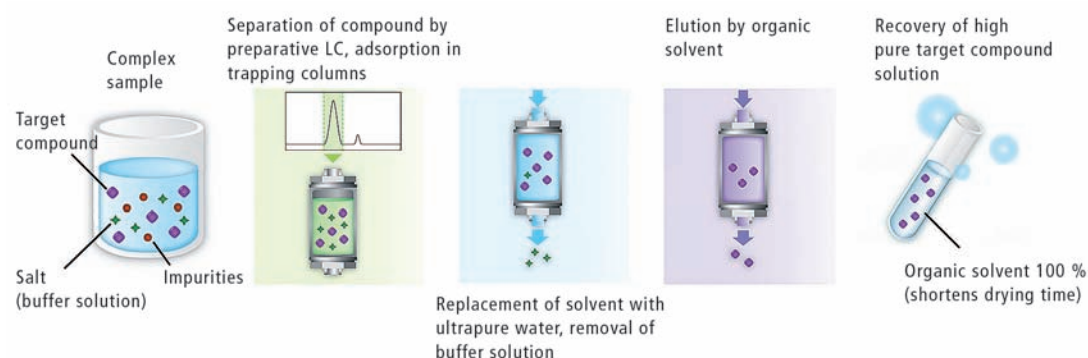 Complex
sample
Target
compound
Salt
(buffer solution)
Impurities
Separation of compound by
preparative LC, adsorption in
trapping columns
Replacement of solvent with
ultrapure water, removal of
buffer solution
Elution by organic
solvent
Recovery of high
pure target compound
solution
Organic solvent 100 %
(shortens drying time)